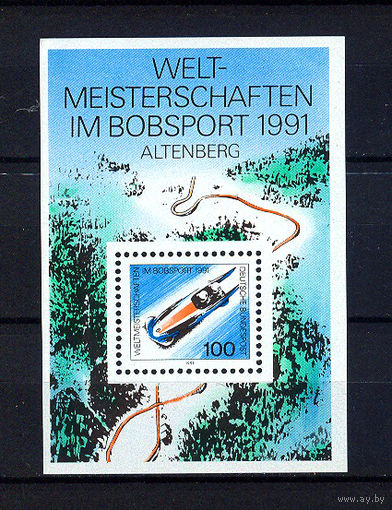 WELT-
MEISTERSCHAFTEN
IM BOBSPORT 1991
ALTENBERG
WELTMEISTERSCHAFTEN
IM BOBSPORT 1991
DEUTSCHE BUNDESPOST
100
1991
www.ay.by